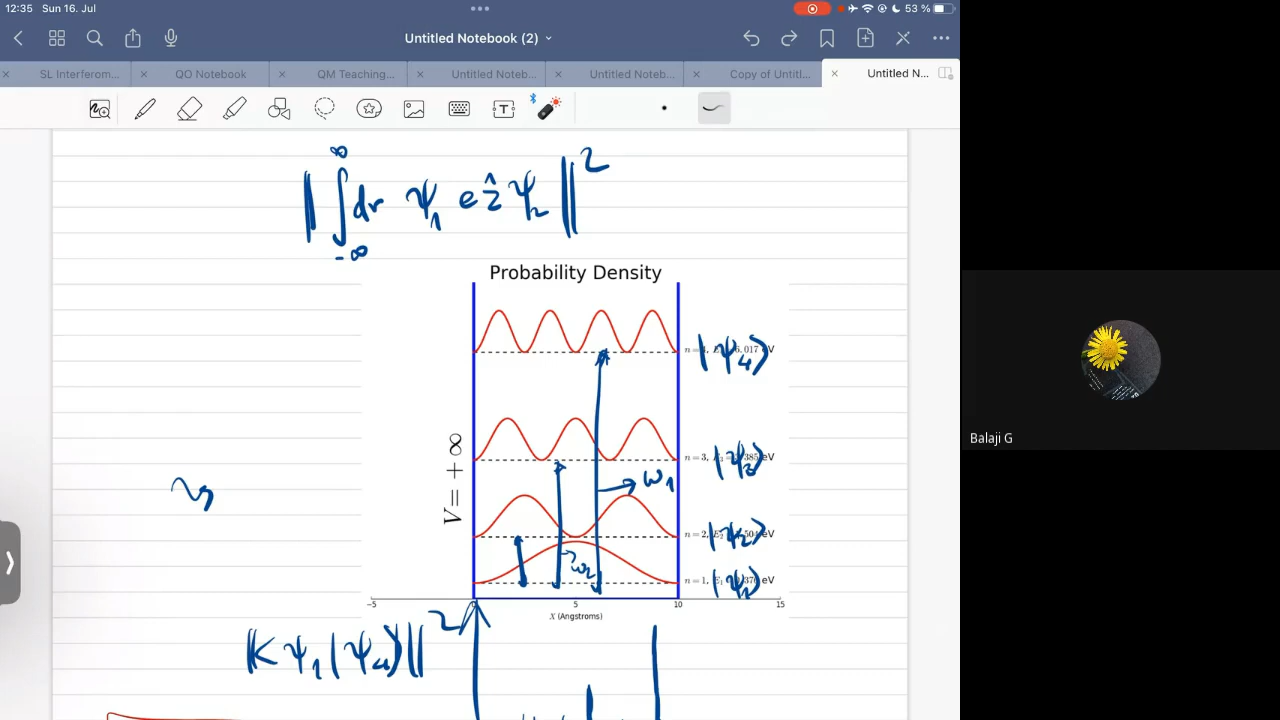 12:35 Sun 16. Jul
53 %
Untitled Notebook (2)
SL Interferom...
QO Notebook
QM Teaching...
Untitled Noteb...
Untitled Noteb...
Copy of Untitl...
Untitled N...
T
‖ ∫ dr ψ₁ e ẑ ψ₂ ‖²
∞
-∞
Probability Density
V = + ∞
|ψ₄⟩
|ψ₃⟩
ω₁
|ψ₂⟩
ω₂
|ψ₁⟩
n = 3,
n = 2,
n = 1,
eV
-5
5
10
15
X (Angstroms)
‖⟨ψ₁|ψ₄⟩‖²
Balaji G